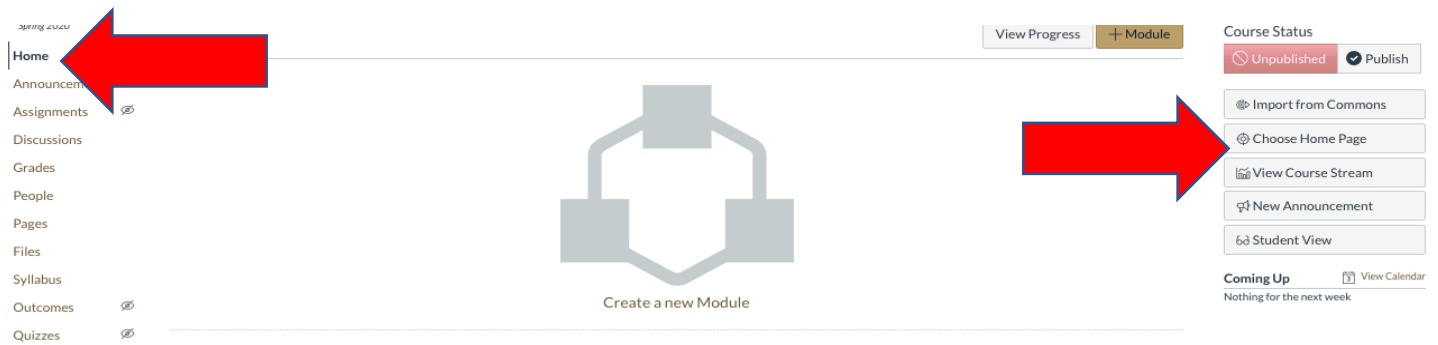 Spring 2020
Home
Announcem
Assignments
Discussions
Grades
People
Pages
Files
Syllabus
Outcomes
Quizzes
View Progress
+ Module
Create a new Module
Course Status
Unpublished
Publish
Import from Commons
Choose Home Page
View Course Stream
New Announcement
Student View
Coming Up
3 View Calendar
Nothing for the next week